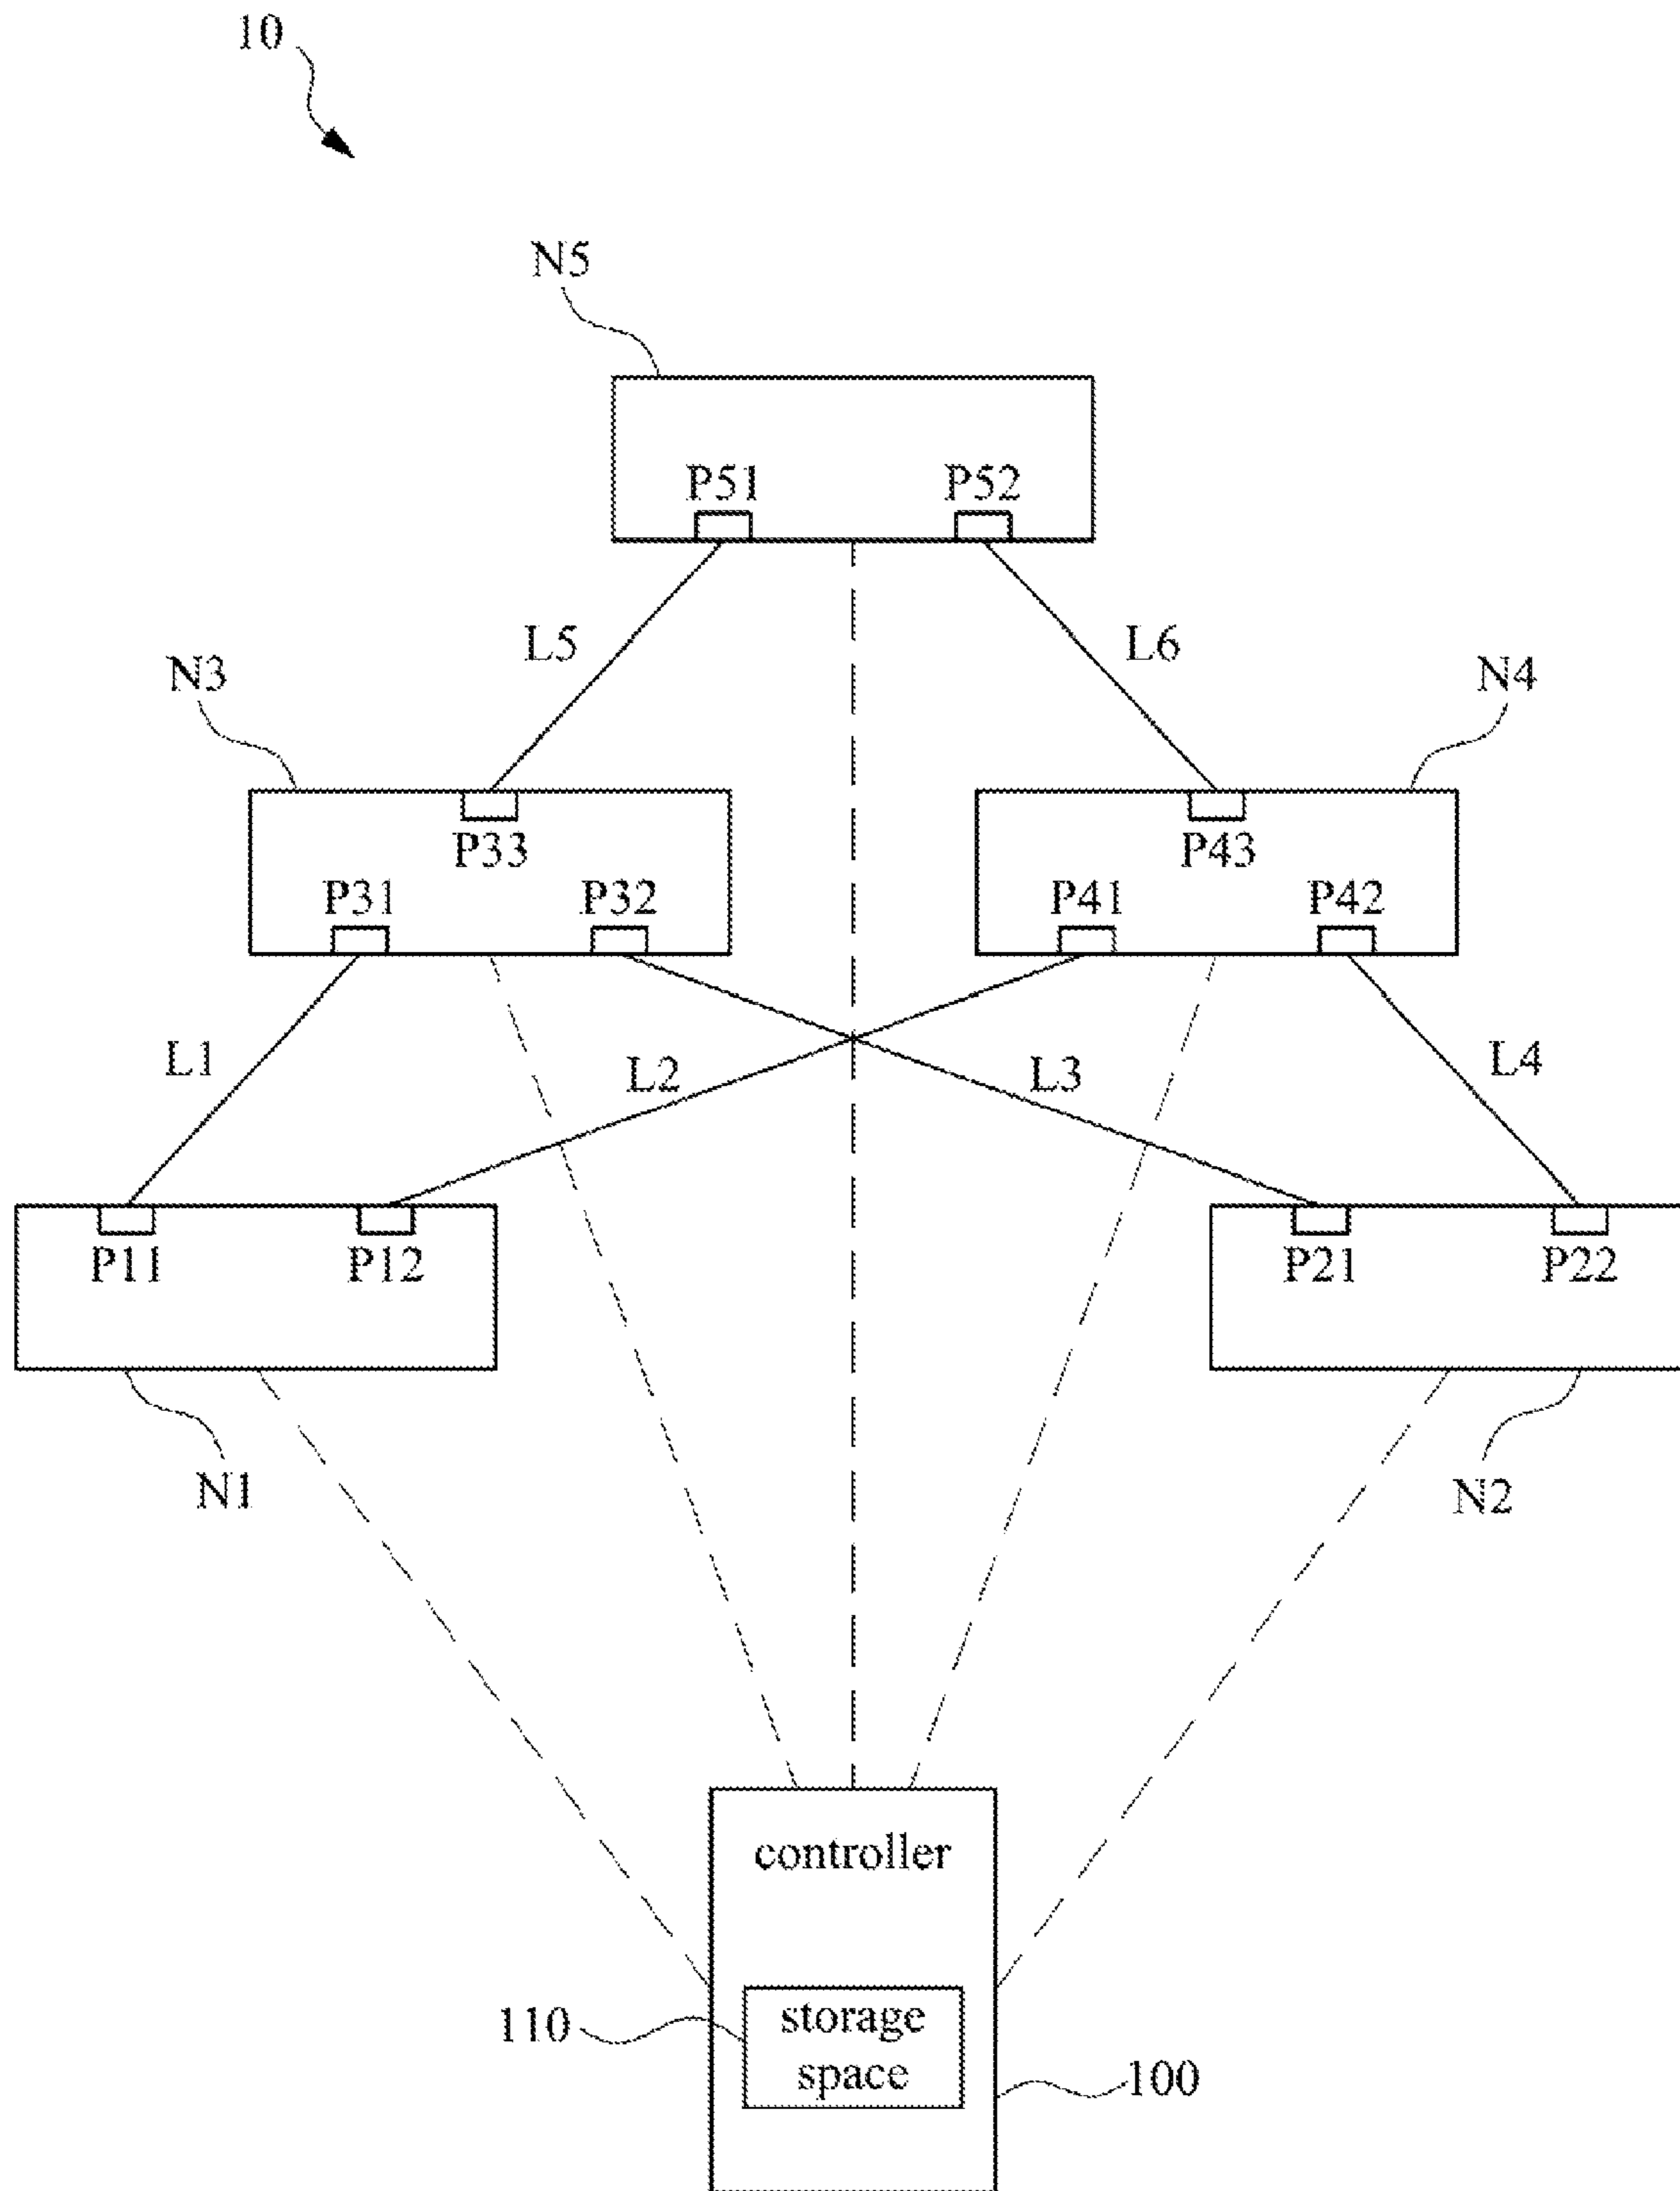 10
N5
P51 P52
L5 L6
N3 N4
P33 P43
P31 P32 P41 P42
L1 L2 L3 L4
P11 P12 P21 P22
N1 N2
controller
110 storage
space
100